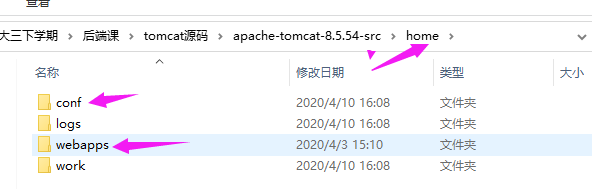 查看
大三下学期 › 后端课 › tomcat源码 › apache-tomcat-8.5.54-src › home ›
名称 修改日期 类型 大小
conf 2020/4/10 16:08 文件夹
logs 2020/4/10 16:08 文件夹
webapps 2020/4/3 15:10 文件夹
work 2020/4/10 16:08 文件夹